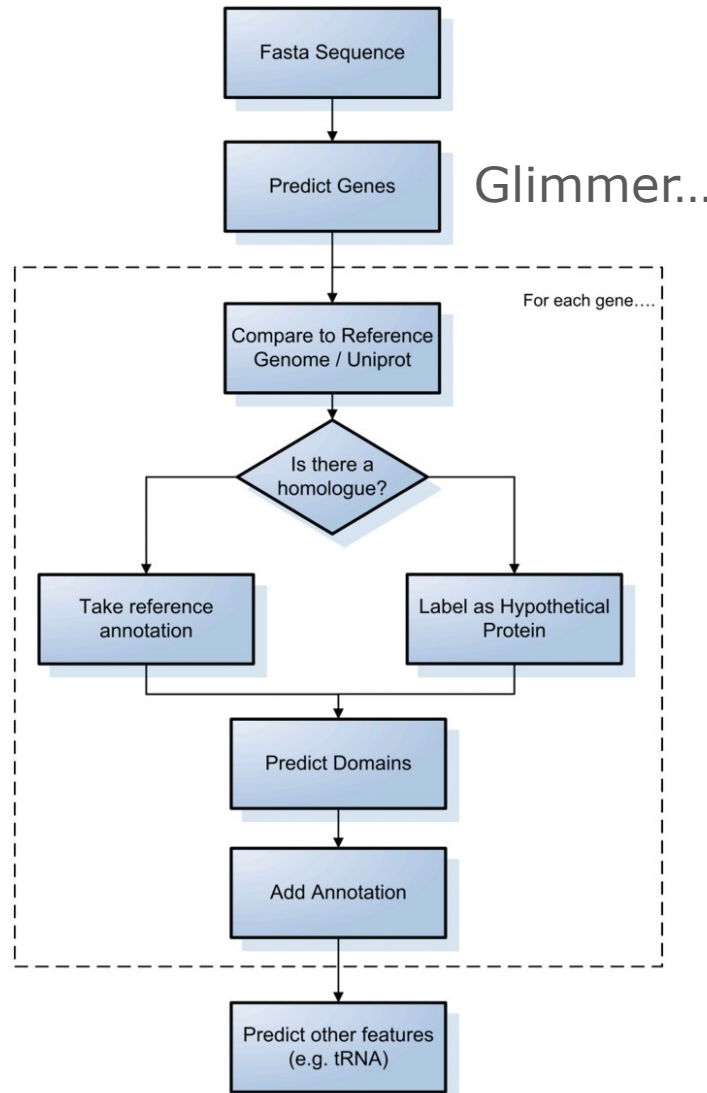 Fasta Sequence
Predict Genes
Glimmer...
For each gene....
Compare to Reference
Genome / Uniprot
Is there a
homologue?
Take reference
annotation
Label as Hypothetical
Protein
Predict Domains
Add Annotation
Predict other features
(e.g. tRNA)